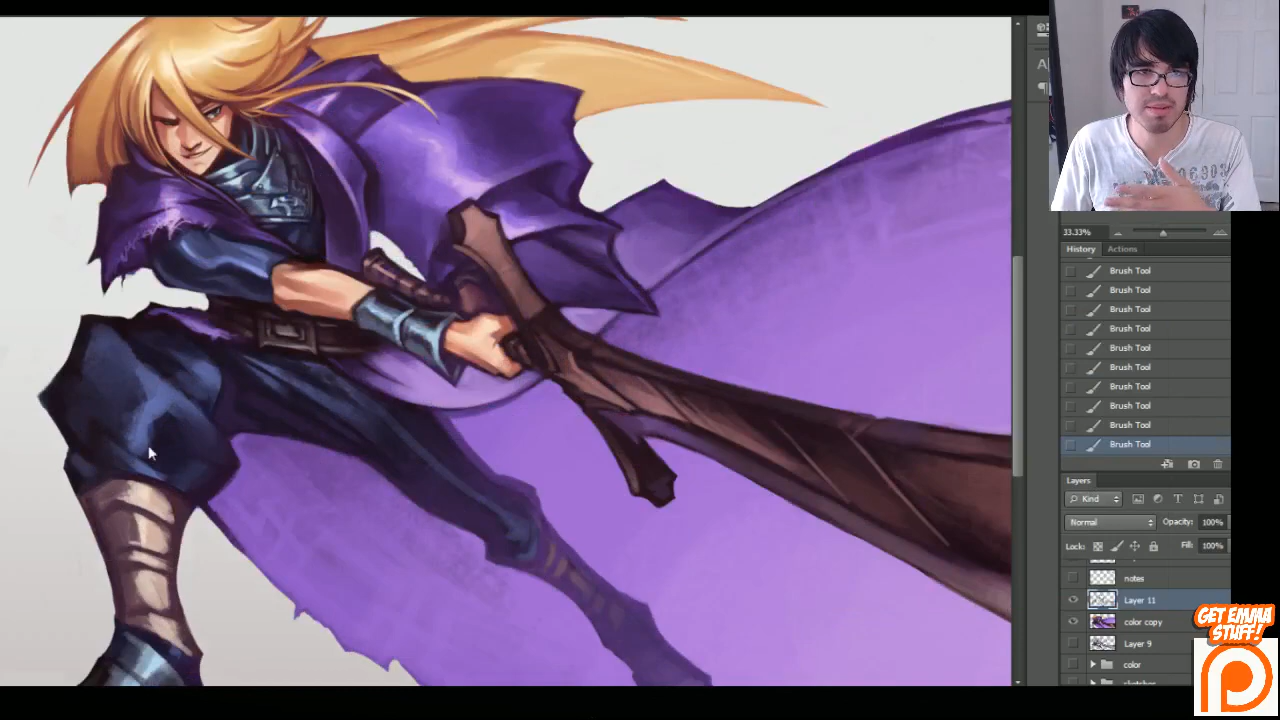 33.33%
History Actions
Brush Tool
Brush Tool
Brush Tool
Brush Tool
Brush Tool
Brush Tool
Brush Tool
Brush Tool
Brush Tool
Brush Tool
Layers
Kind
Normal Opacity: 100%
Lock: Fill: 100%
notes
Layer 11
color copy
Layer 9
color
GET EMMA
STUFF!